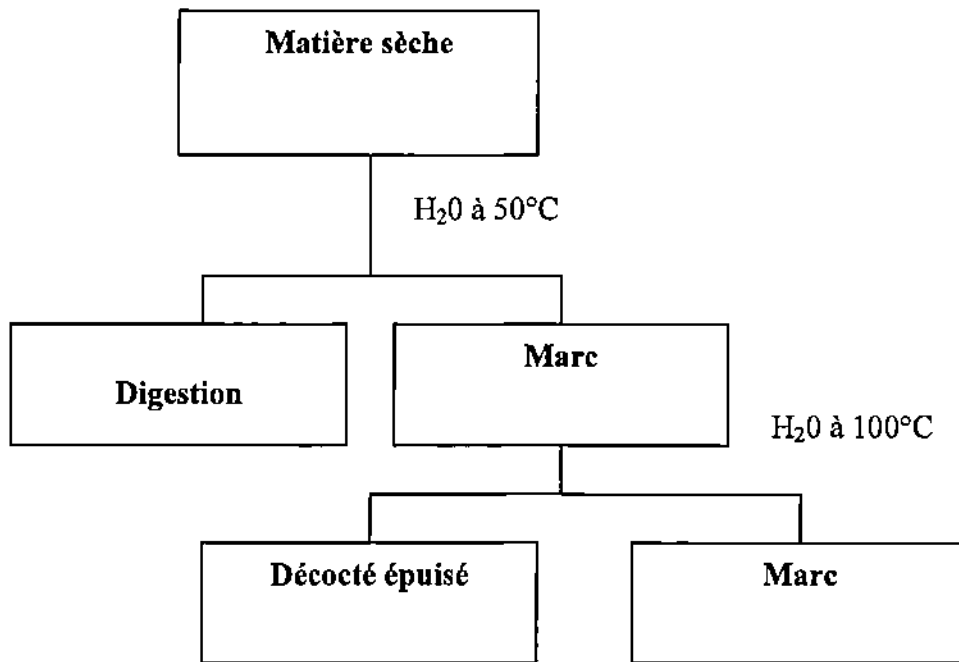 Matière sèche
H₂0 à 50°C
Digestion
Marc
H₂0 à 100°C
Décocté épuisé
Marc